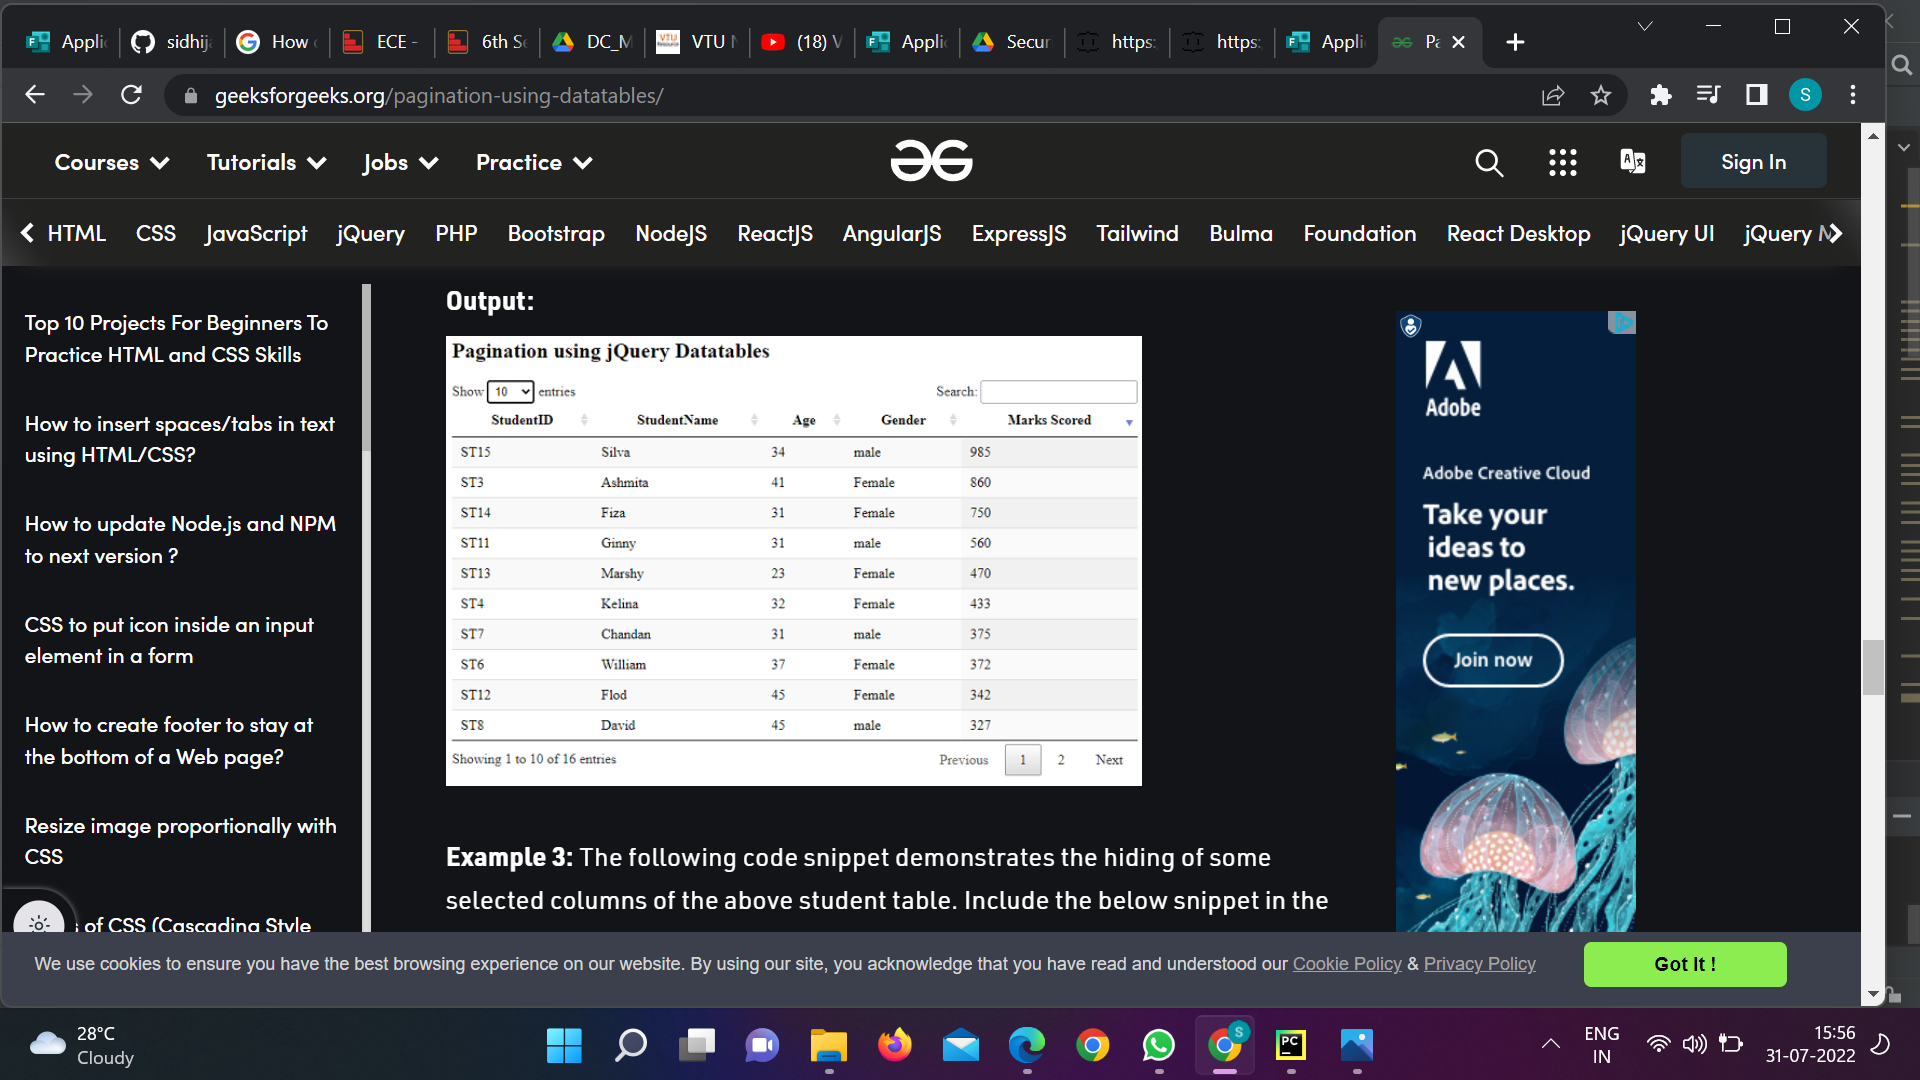 Applic
sidhija
How
ECE -
6th Se
DC_M
VTU
(18) V
Applic
Secur
https:
https:
Applic
Pa
geeksforgeeks.org/pagination-using-datatables/
S
Courses
Tutorials
Jobs
Practice
Sign In
HTML
CSS
JavaScript
jQuery
PHP
Bootstrap
NodeJS
ReactJS
AngularJS
ExpressJS
Tailwind
Bulma
Foundation
React Desktop
jQuery UI
jQuery M
Top 10 Projects For Beginners To
Practice HTML and CSS Skills
How to insert spaces/tabs in text
using HTML/CSS?
How to update Node.js and NPM
to next version ?
CSS to put icon inside an input
element in a form
How to create footer to stay at
the bottom of a Web page?
Resize image proportionally with
CSS
of CSS (Cascading Style
Output:
Pagination using jQuery Datatables
Show 10 entries
Search:
StudentID StudentName Age Gender Marks Scored
ST15 Silva 34 male 985
ST3 Ashmita 41 Female 860
ST14 Fiza 31 Female 750
ST11 Ginny 31 male 560
ST13 Marshy 23 Female 470
ST4 Kelina 32 Female 433
ST7 Chandan 31 male 375
ST6 William 37 Female 372
ST12 Flod 45 Female 342
ST8 David 45 male 327
Showing 1 to 10 of 16 entries
Previous 1 2 Next
Example 3: The following code snippet demonstrates the hiding of some
selected columns of the above student table. Include the below snippet in the
Adobe
Adobe Creative Cloud
Take your
ideas to
new places.
Join now
We use cookies to ensure you have the best browsing experience on our website. By using our site, you acknowledge that you have read and understood our Cookie Policy & Privacy Policy
Got It !
28°C
Cloudy
S
PC
ENG
IN
15:56
31-07-2022